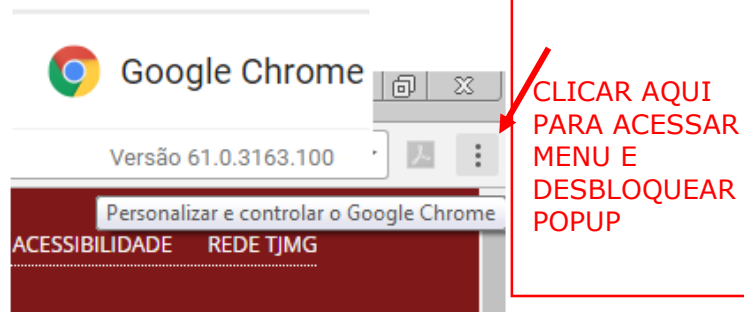 Google Chrome
Versão 61.0.3163.100
Personalizar e controlar o Google Chrome
ACESSIBILIDADE REDE TJMG
CLICAR AQUI
PARA ACESSAR
MENU E
DESBLOQUEAR
POPUP